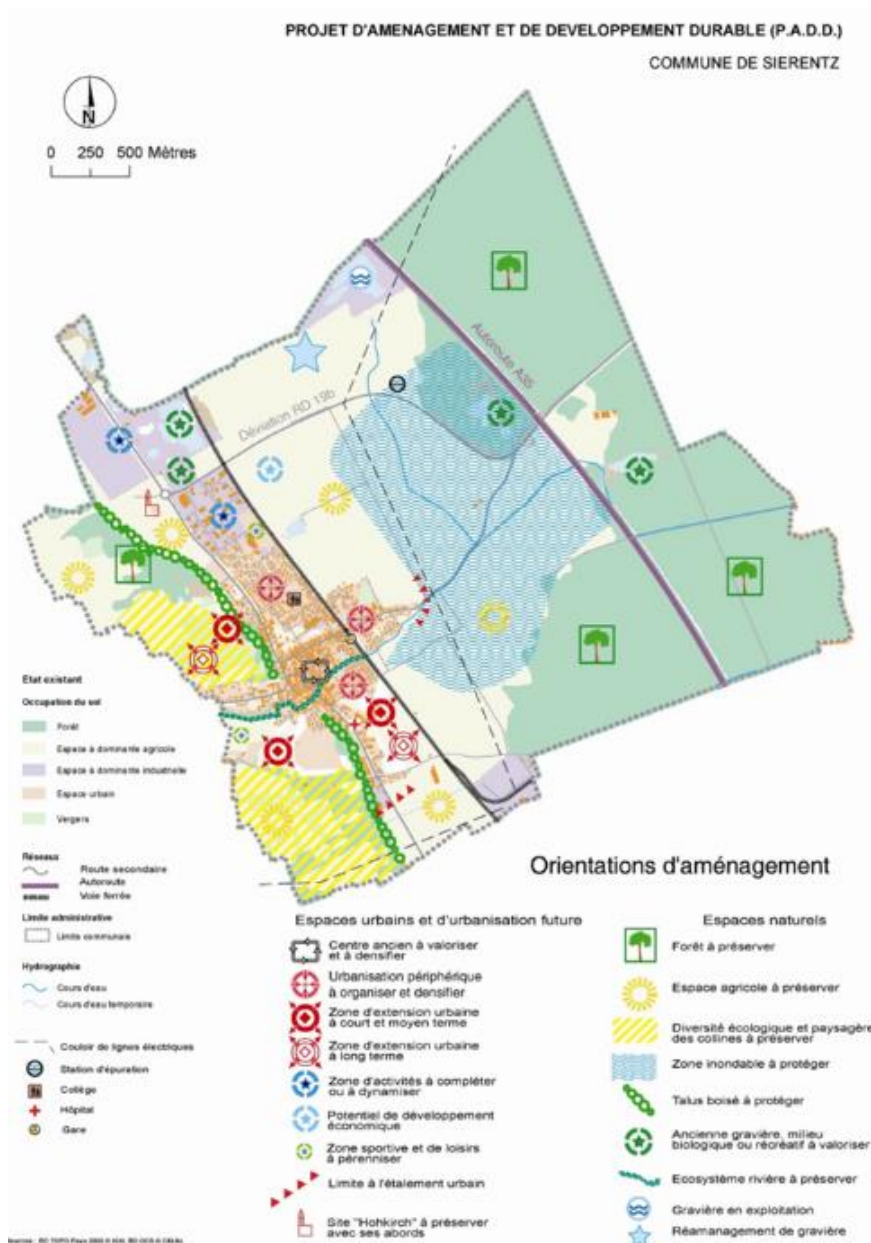 PROJET D'AMENAGEMENT ET DE DEVELOPPEMENT DURABLE (P.A.D.D.)
COMMUNE DE SIERENTZ
N
0 250 500 Mètres
Autoroute A35
Déviation RD 19b
Etat existant
Occupation du sol
Forêt
Espace à dominante agricole
Espace à dominante industrielle
Espace urbain
Vergers
Réseaux
Route secondaire
Autoroute
Voie ferrée
Limite administrative
Limite communale
Hydrographie
Cours d'eau
Cours d'eau temporaire
Couloir de lignes électriques
Station d'épuration
Collège
Hôpital
Gare
Orientations d'aménagement
Espaces urbains et d'urbanisation future
Centre ancien à valoriser
et à densifier
Urbanisation périphérique
à organiser et densifier
Zone d'extension urbaine
à court et moyen terme
Zone d'extension urbaine
à long terme
Zone d'activités à compléter
ou à dynamiser
Potentiel de développement
économique
Zone sportive et de loisirs
à pérenniser
Limite à l'étalement urbain
Site "Hohkirch" à préserver
avec ses abords
Espaces naturels
Forêt à préserver
Espace agricole à préserver
Diversité écologique et paysagère
des collines à préserver
Zone inondable à protéger
Talus boisé à protéger
Ancienne gravière, milieu
biologique ou récréatif à valoriser
Ecosystème rivière à préserver
Gravière en exploitation
Réamanagement de gravière